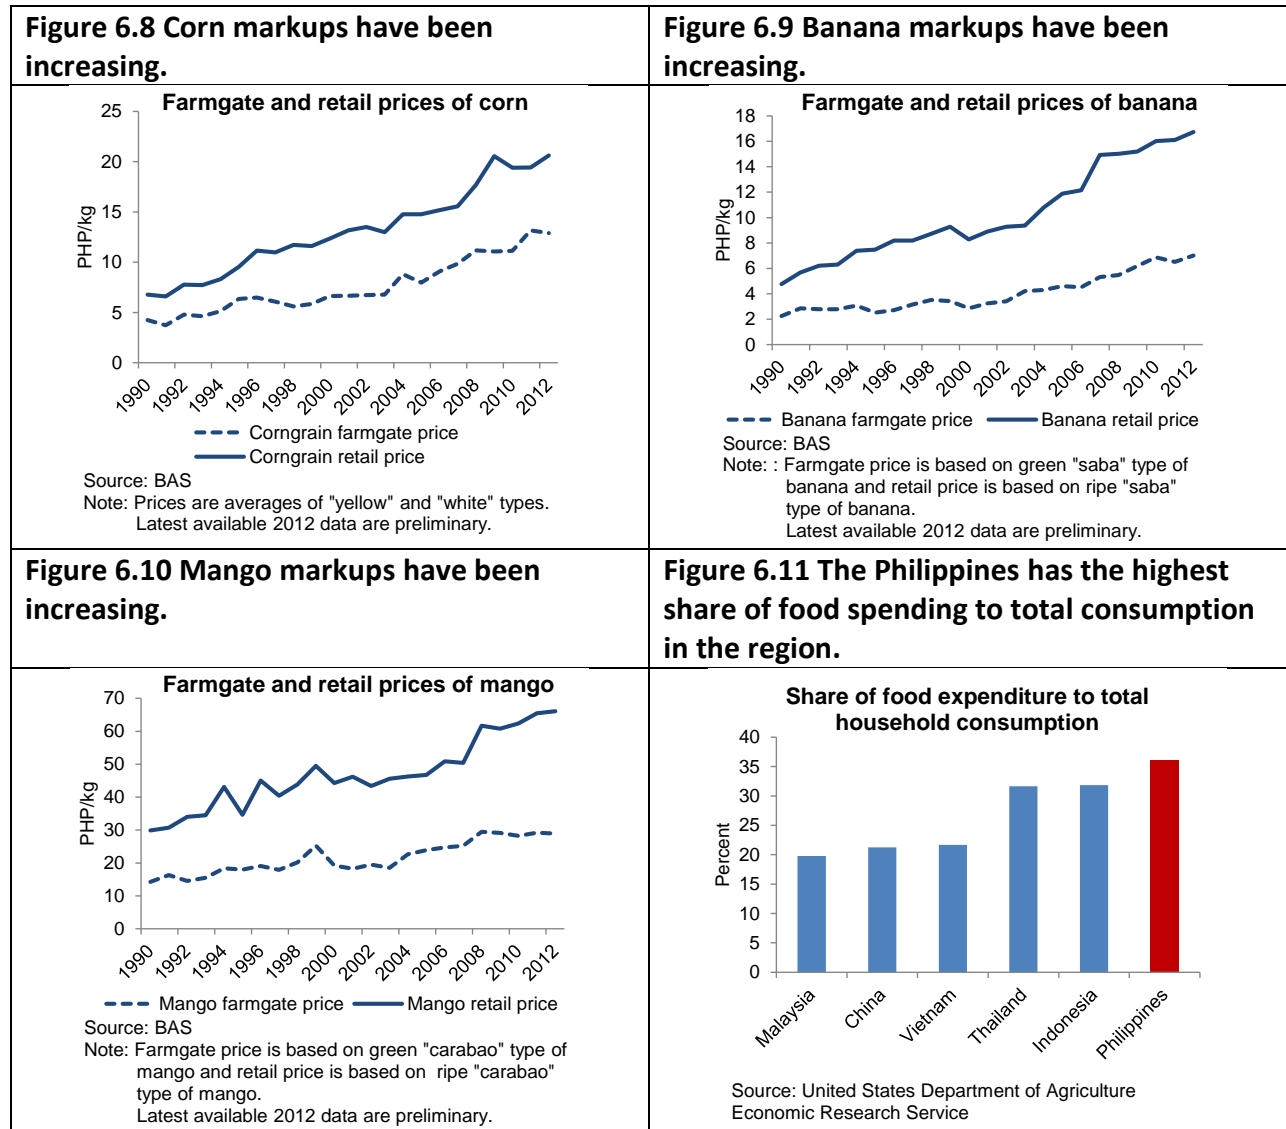 Figure 6.8 Corn markups have been
increasing.
Farmgate and retail prices of corn
25
20
15
10
5
0
PHP/kg
1990
1992
1994
1996
1998
2000
2002
2004
2006
2008
2010
2012
Corngrain farmgate price
Corngrain retail price
Source: BAS
Note: Prices are averages of "yellow" and "white" types.
Latest available 2012 data are preliminary.
Figure 6.9 Banana markups have been
increasing.
Farmgate and retail prices of banana
18
16
14
12
10
8
6
4
2
0
PHP/kg
1990
1992
1994
1996
1998
2000
2002
2004
2006
2008
2010
2012
Banana farmgate price
Banana retail price
Source: BAS
Note: : Farmgate price is based on green "saba" type of
banana and retail price is based on ripe "saba"
type of banana.
Latest available 2012 data are preliminary.
Figure 6.10 Mango markups have been
increasing.
Farmgate and retail prices of mango
70
60
50
40
30
20
10
0
PHP/kg
1990
1992
1994
1996
1998
2000
2002
2004
2006
2008
2010
2012
Mango farmgate price
Mango retail price
Source: BAS
Note: Farmgate price is based on green "carabao" type of
mango and retail price is based on ripe "carabao"
type of mango.
Latest available 2012 data are preliminary.
Figure 6.11 The Philippines has the highest
share of food spending to total consumption
in the region.
Share of food expenditure to total
household consumption
40
35
30
25
20
15
10
5
0
Percent
Malaysia
China
Vietnam
Thailand
Indonesia
Philippines
Source: United States Department of Agriculture
Economic Research Service